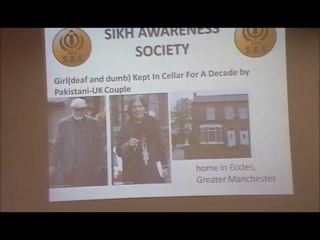 SIKH AWARENESS
SOCIETY
S.A.S
S.A.S
Girl(deaf and dumb) Kept In Cellar For A Decade by
Pakistani-UK Couple
home in Eccles,
Greater Manchester